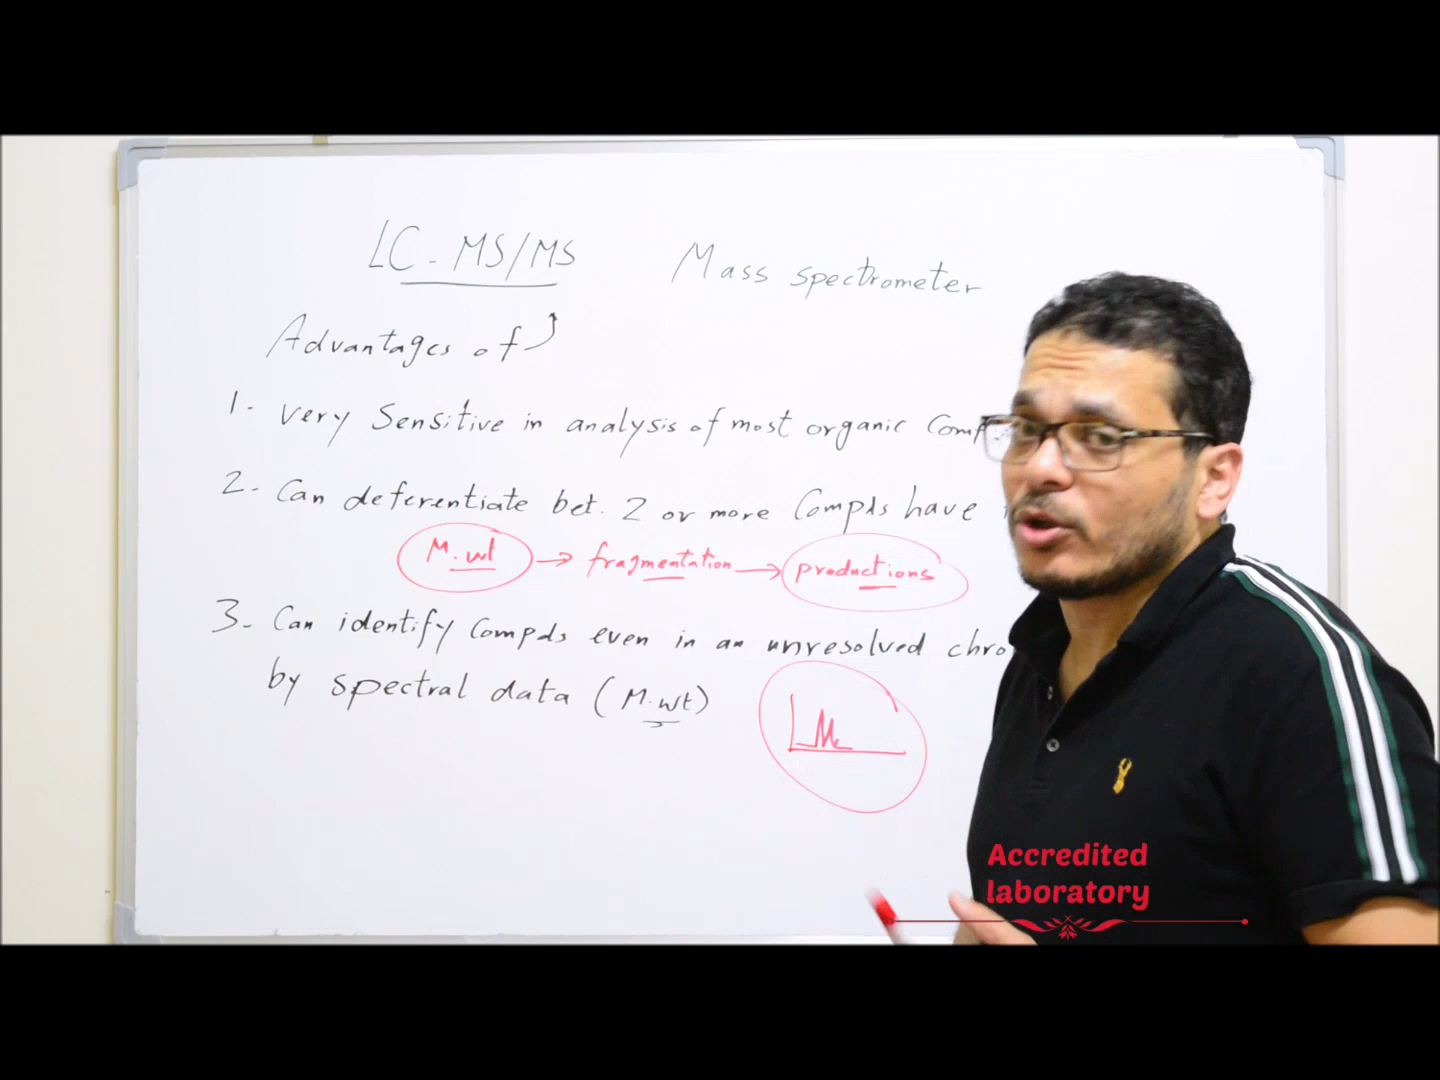 LC-MS/MS Mass spectrometer
Advantages of
1. Very Sensitive in analysis of most organic Comp
2. Can deferentiate bet. 2 or more Compds have
M.wt → fragmentation → productions
3. Can identify Compds even in an unresolved chro
by spectral data (M.wt)
Accredited
laboratory